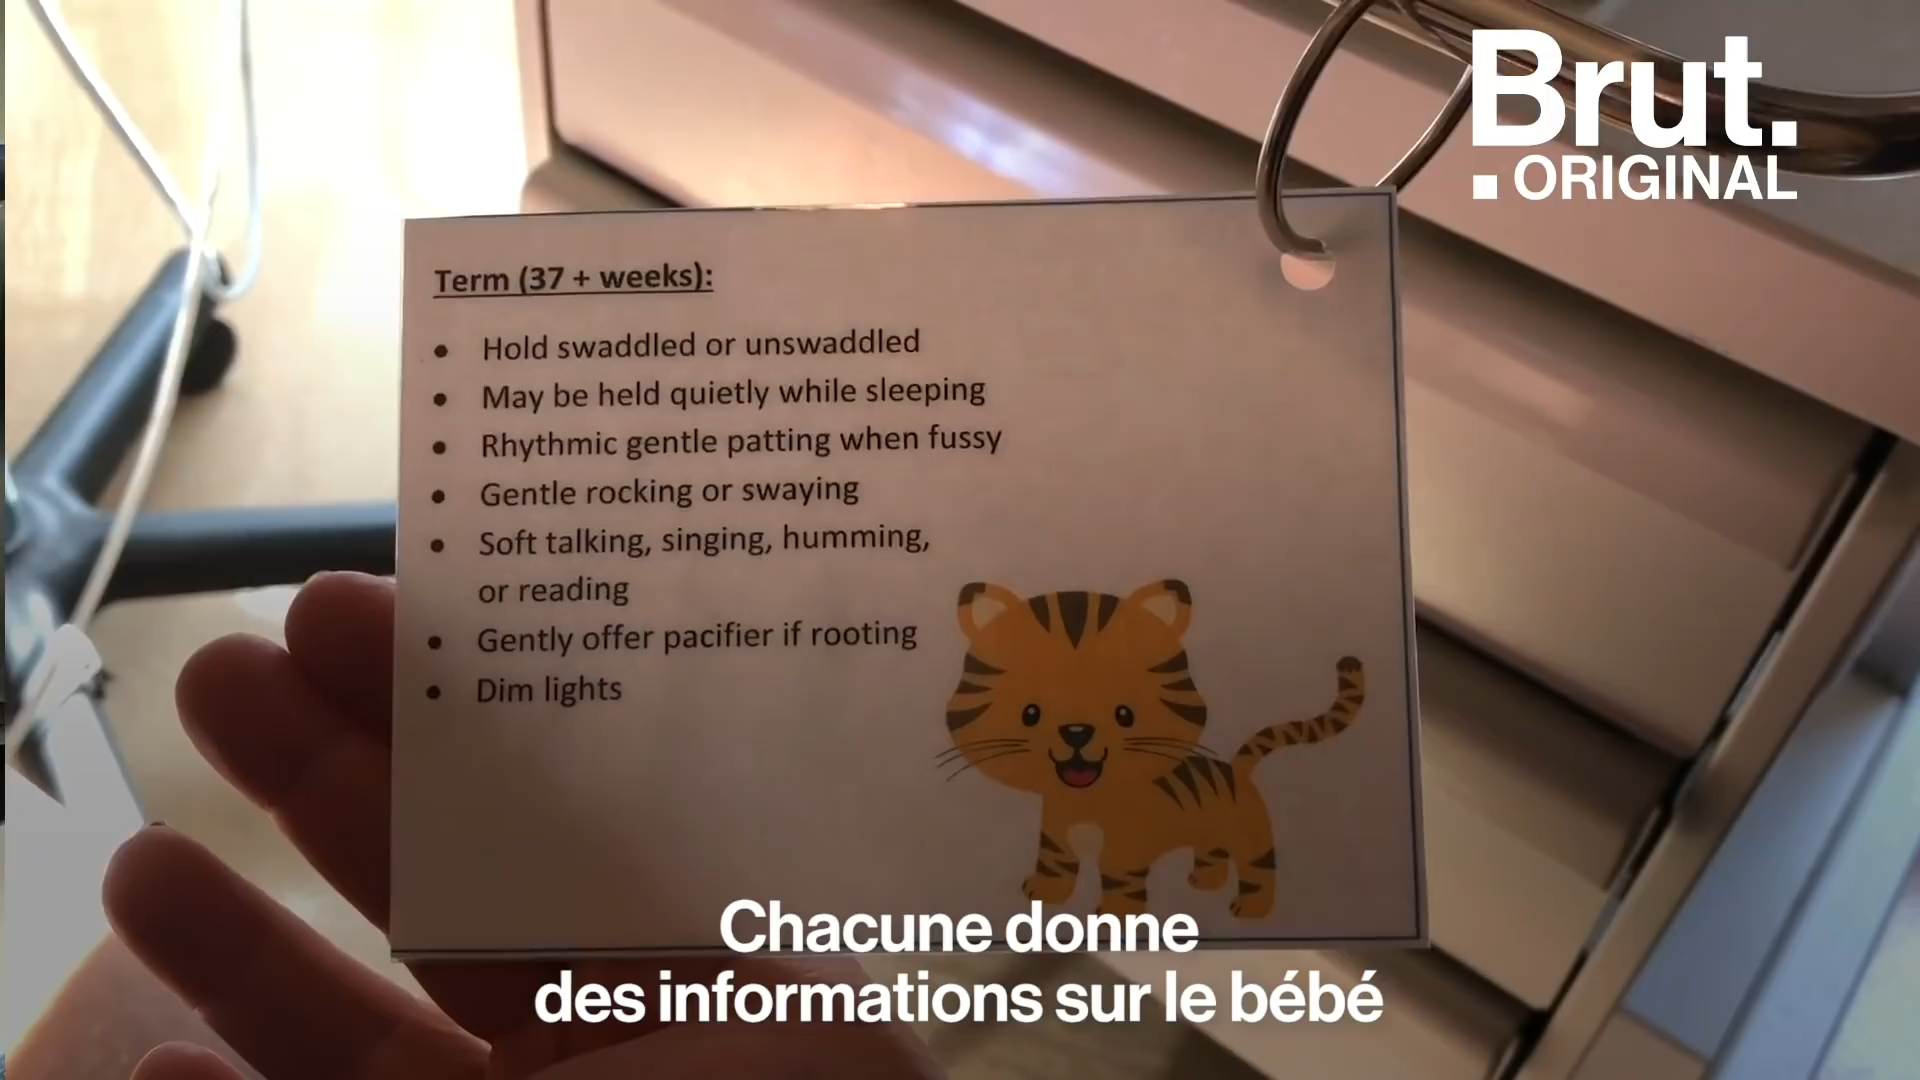 Brut.
ORIGINAL
Term (37 + weeks):
• Hold swaddled or unswaddled
• May be held quietly while sleeping
• Rhythmic gentle patting when fussy
• Gentle rocking or swaying
• Soft talking, singing, humming,
or reading
• Gently offer pacifier if rooting
• Dim lights
Chacune donne
des informations sur le bébé